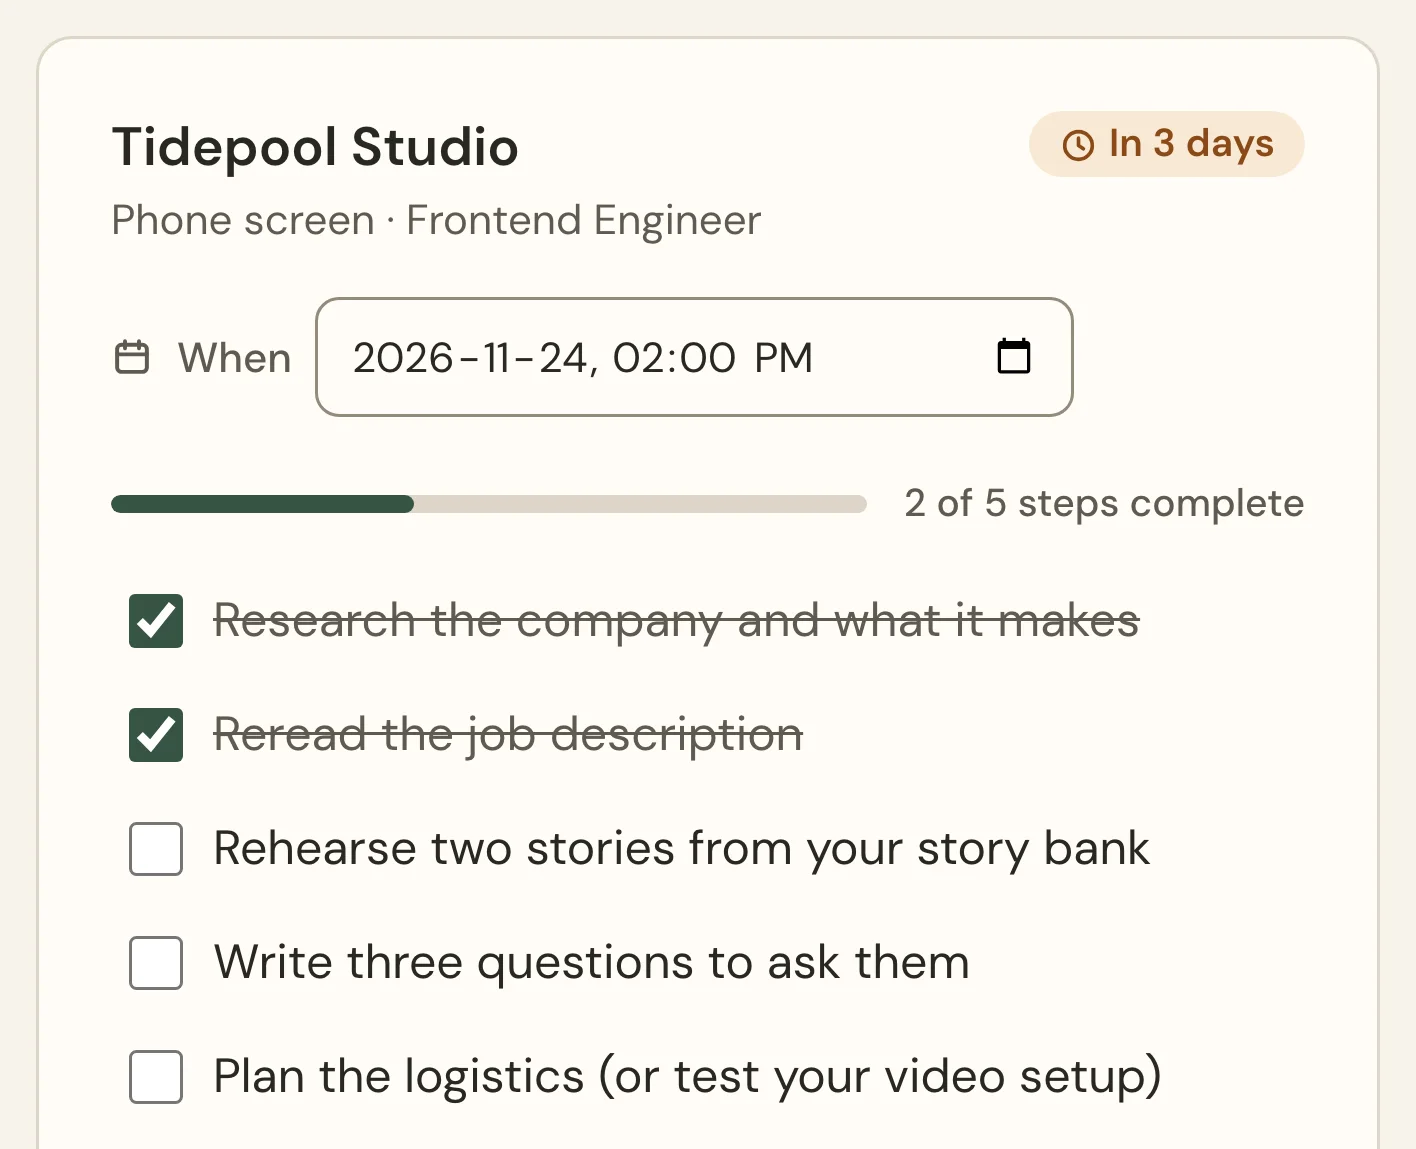 Tidepool Studio
In 3 days
Phone screen · Frontend Engineer
When 2026-11-24, 02:00 PM
2 of 5 steps complete
Research the company and what it makes
Reread the job description
Rehearse two stories from your story bank
Write three questions to ask them
Plan the logistics (or test your video setup)